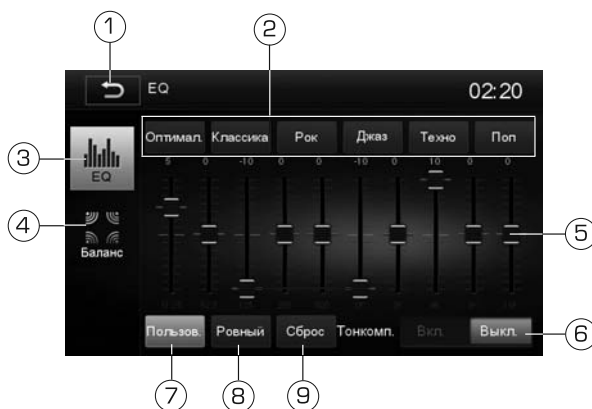 1 2
EQ 02:20
Оптимал. Классика Рок Джаз Техно Поп
5 0 -10 0 0 -10 0 10 0 0
3 EQ
4 Баланс
5
Пользов. Ровный Сброс Тонкомп. Вкл. Выкл. 6
7 8 9